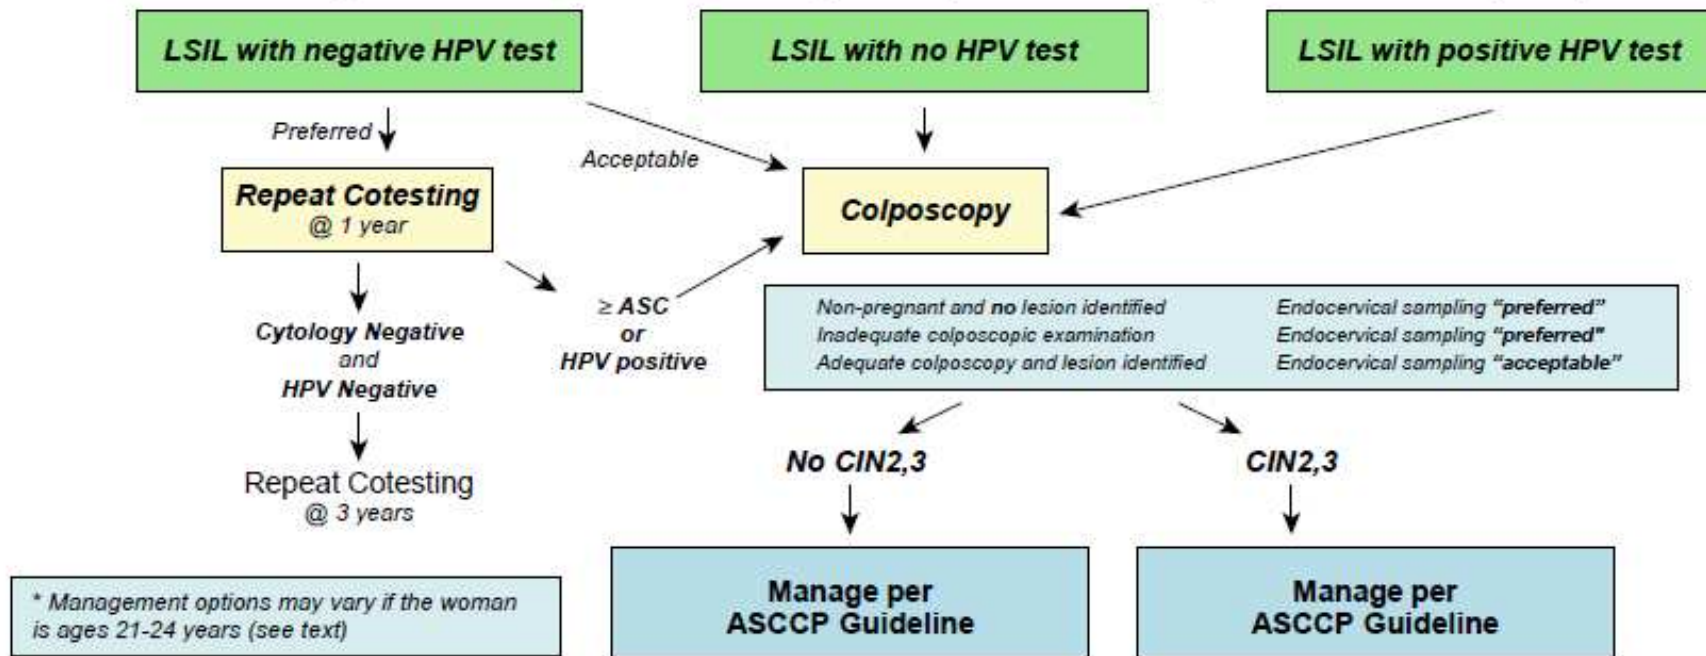 LSIL with negative HPV test
LSIL with no HPV test
LSIL with positive HPV test
Preferred
Acceptable
Repeat Cotesting
@ 1 year
Colposcopy
≥ ASC
or
HPV positive
Cytology Negative
and
HPV Negative
Non-pregnant and no lesion identified Endocervical sampling “preferred”
Inadequate colposcopic examination Endocervical sampling “preferred"
Adequate colposcopy and lesion identified Endocervical sampling “acceptable”
No CIN2,3
CIN2,3
Repeat Cotesting
@ 3 years
* Management options may vary if the woman
is ages 21-24 years (see text)
Manage per
ASCCP Guideline
Manage per
ASCCP Guideline